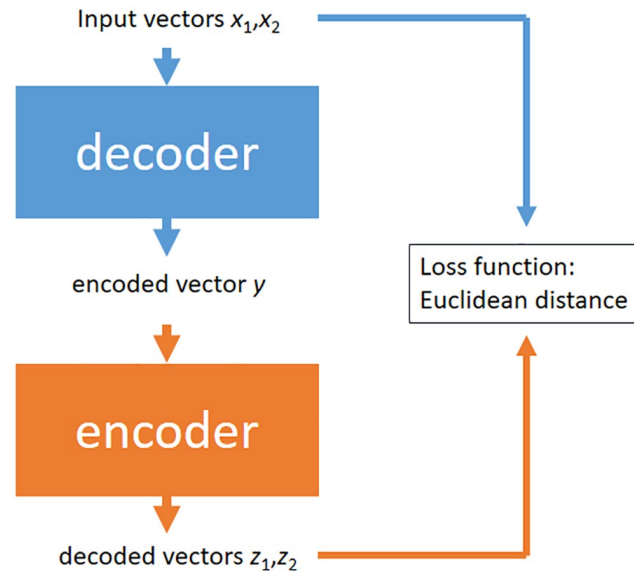 Input vectors x₁,x₂
decoder
encoded vector y
Loss function:
Euclidean distance
encoder
decoded vectors z₁,z₂